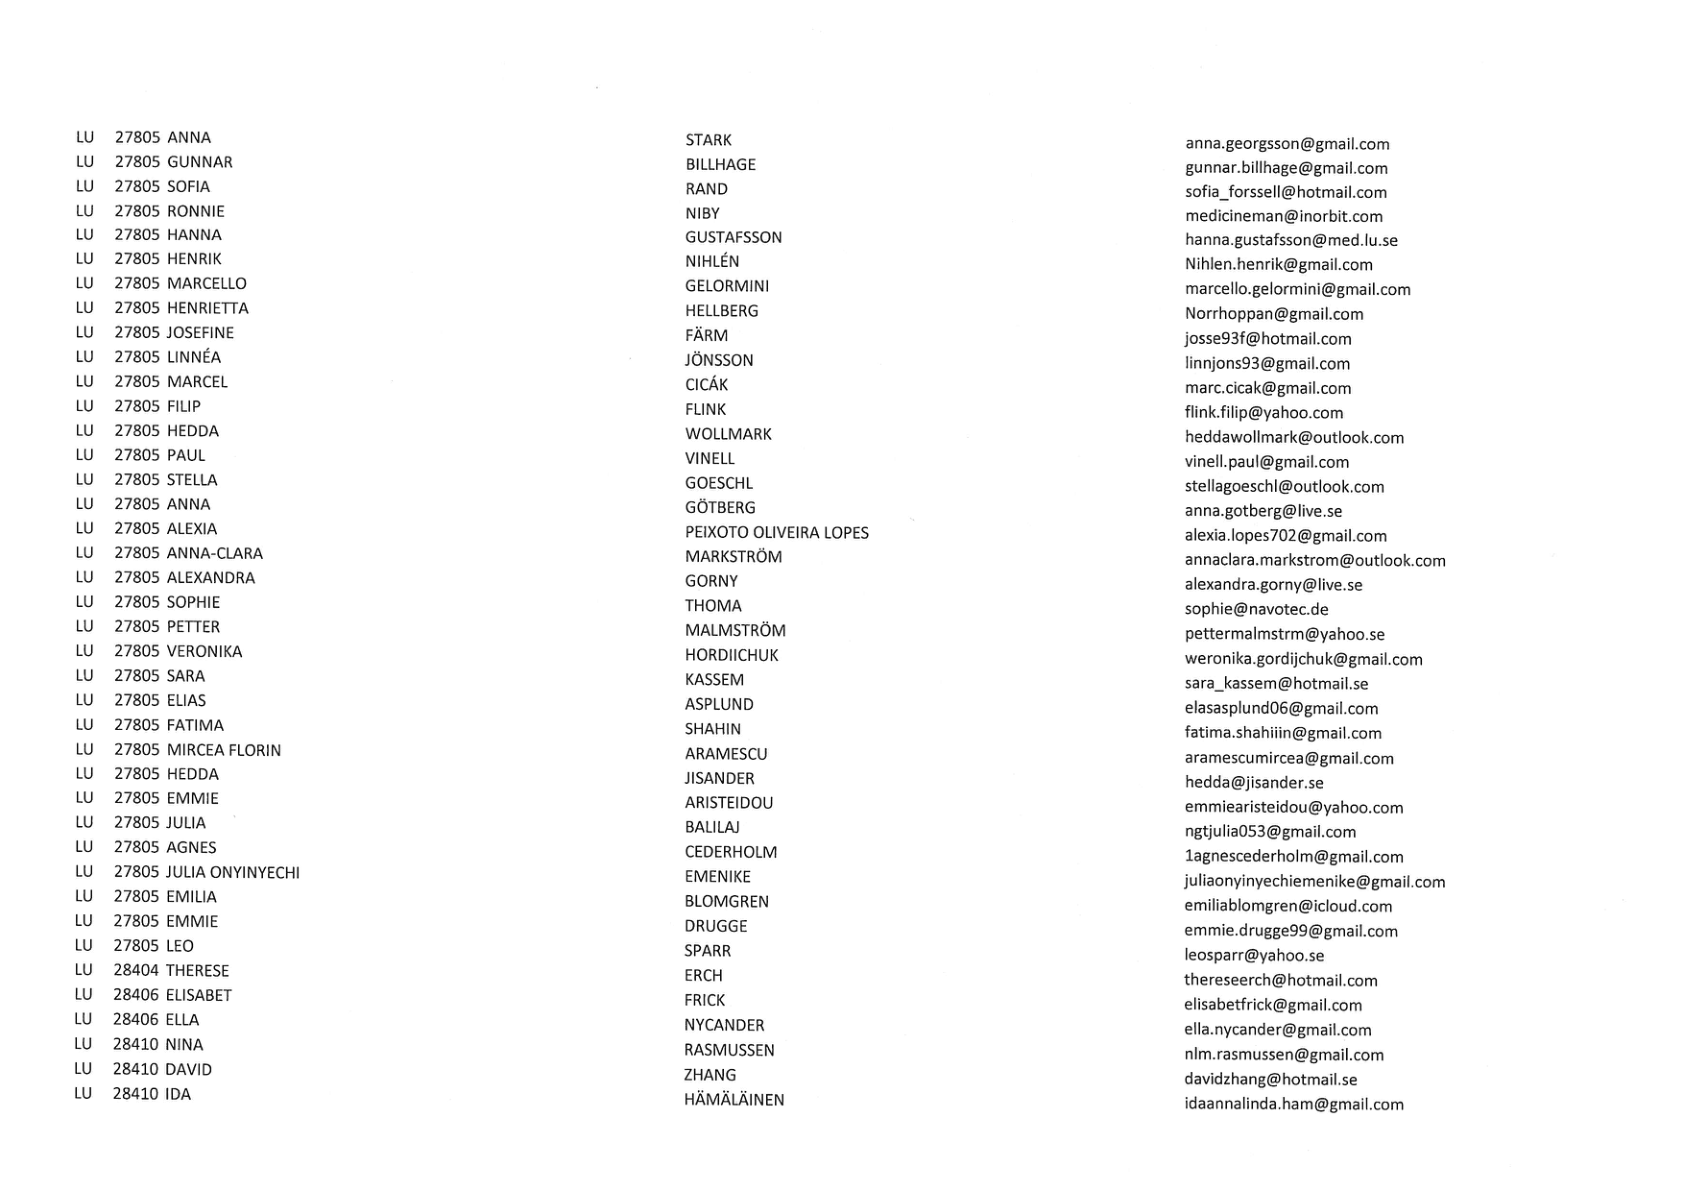 LU 27805 ANNA STARK anna.georgsson@gmail.com
LU 27805 GUNNAR BILLHAGE gunnar.billhage@gmail.com
LU 27805 SOFIA RAND sofia_forssell@hotmail.com
LU 27805 RONNIE NIBY medicineman@inorbit.com
LU 27805 HANNA GUSTAFSSON hanna.gustafsson@med.lu.se
LU 27805 HENRIK NIHLÉN Nihlen.henrik@gmail.com
LU 27805 MARCELLO GELORMINI marcello.gelormini@gmail.com
LU 27805 HENRIETTA HELLBERG Norrhoppan@gmail.com
LU 27805 JOSEFINE FÄRM josse93f@hotmail.com
LU 27805 LINNÉA JÖNSSON linnjons93@gmail.com
LU 27805 MARCEL CICÁK marc.cicak@gmail.com
LU 27805 FILIP FLINK flink.filip@yahoo.com
LU 27805 HEDDA WOLLMARK heddawollmark@outlook.com
LU 27805 PAUL VINELL vinell.paul@gmail.com
LU 27805 STELLA GOESCHL stellagoeschl@outlook.com
LU 27805 ANNA GÖTBERG anna.gotberg@live.se
LU 27805 ALEXIA PEIXOTO OLIVEIRA LOPES alexia.lopes702@gmail.com
LU 27805 ANNA-CLARA MARKSTRÖM annaclara.markstrom@outlook.com
LU 27805 ALEXANDRA GORNY alexandra.gorny@live.se
LU 27805 SOPHIE THOMA sophie@navotec.de
LU 27805 PETTER MALMSTRÖM pettermalmstrm@yahoo.se
LU 27805 VERONIKA HORDIICHUK weronika.gordijchuk@gmail.com
LU 27805 SARA KASSEM sara_kassem@hotmail.se
LU 27805 ELIAS ASPLUND elasasplund06@gmail.com
LU 27805 FATIMA SHAHIN fatima.shahiiin@gmail.com
LU 27805 MIRCEA FLORIN ARAMESCU aramescumircea@gmail.com
LU 27805 HEDDA JISANDER hedda@jisander.se
LU 27805 EMMIE ARISTEIDOU emmiearisteidou@yahoo.com
LU 27805 JULIA BALILAJ ngtjulia053@gmail.com
LU 27805 AGNES CEDERHOLM 1agnescederholm@gmail.com
LU 27805 JULIA ONYINYECHI EMENIKE juliaonyinyechiemenike@gmail.com
LU 27805 EMILIA BLOMGREN emiliablomgren@icloud.com
LU 27805 EMMIE DRUGGE emmie.drugge99@gmail.com
LU 27805 LEO SPARR leosparr@yahoo.se
LU 28404 THERESE ERCH thereseerch@hotmail.com
LU 28406 ELISABET FRICK elisabetfrick@gmail.com
LU 28406 ELLA NYCANDER ella.nycander@gmail.com
LU 28410 NINA RASMUSSEN nlm.rasmussen@gmail.com
LU 28410 DAVID ZHANG davidzhang@hotmail.se
LU 28410 IDA HÄMÄLÄINEN idaannalinda.ham@gmail.com